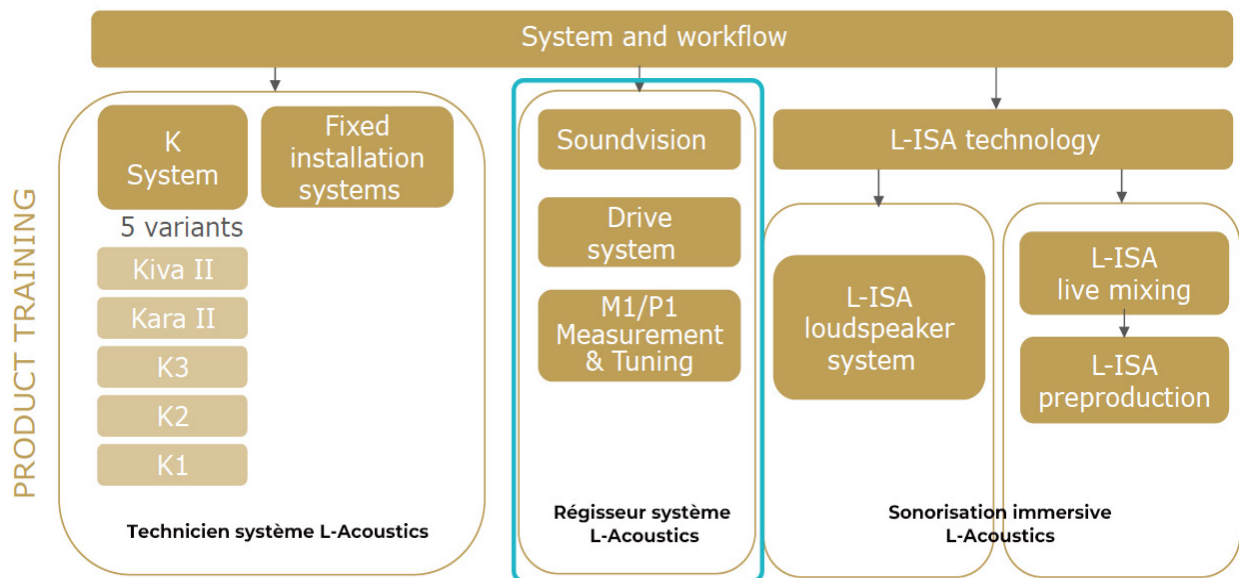 System and workflow
PRODUCT TRAINING
K
System
5 variants
Kiva II
Kara II
K3
K2
K1
Fixed
installation
systems
Technicien système L-Acoustics
Soundvision
Drive
system
M1/P1
Measurement
& Tuning
Régisseur système
L-Acoustics
L-ISA technology
L-ISA
loudspeaker
system
L-ISA
live mixing
L-ISA
preproduction
Sonorisation immersive
L-Acoustics